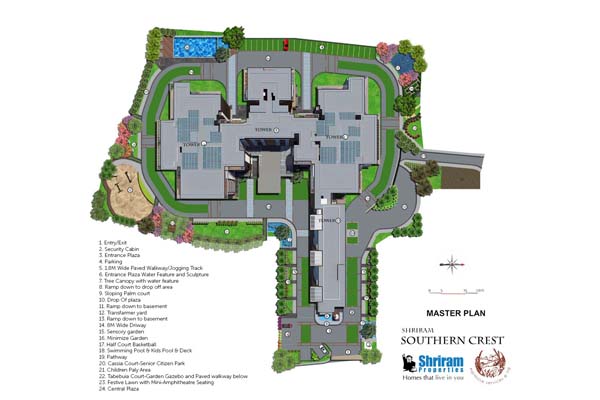 TOWER
TOWER
TOWER
TOWER
1. Entry/Exit
2. Security Cabin
3. Entrance Plaza
4. Parking
5. 1.8M Wide Paved Walkway/Jogging Track
6. Entrance Plaza Water Feature and Sculpture
7. Tree Canopy with water feature
8. Ramp down to drop off area
9. Sloping Palm court
10. Drop Of plaza
11. Ramp down to basement
12. Transfarmer yard
13. Ramp down to basement
14. 8M Wide Driway
15. Sensory garden
16. Minimize Garden
17. Half Court Basketball
18. Swimming Pool & Kids Pool & Deck
19. Pathway
20. Cassia Court-Senior Citizen Park
21. Children Paly Area
22. Tabebuia Court-Garden Gazebo and Paved walkway below
23. Festive Lawn with Mini-Amphitheatre Seating
24. Central Plaza
MASTER PLAN
SHRIRAM
SOUTHERN CREST
Shriram
Properties
Homes that live in you